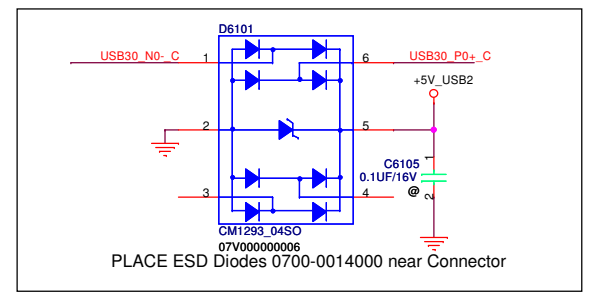 D6101
USB30_N0-_C
1
6
USB30_P0+_C
+5V_USB2
2
5
C6105
0.1UF/16V
@
1
2
3
4
CM1293_04SO
07V000000006
PLACE ESD Diodes 0700-0014000 near Connector